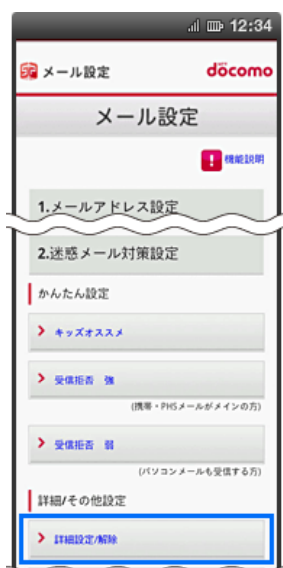 12:34
メール設定
docomo
メール設定
機能説明
1.メールアドレス設定
2.迷惑メール対策設定
かんたん設定
キッズオススメ
受信拒否 強
(携帯・PHSメールがメインの方)
受信拒否 弱
(パソコンメールも受信する方)
詳細/その他設定
詳細設定/解除